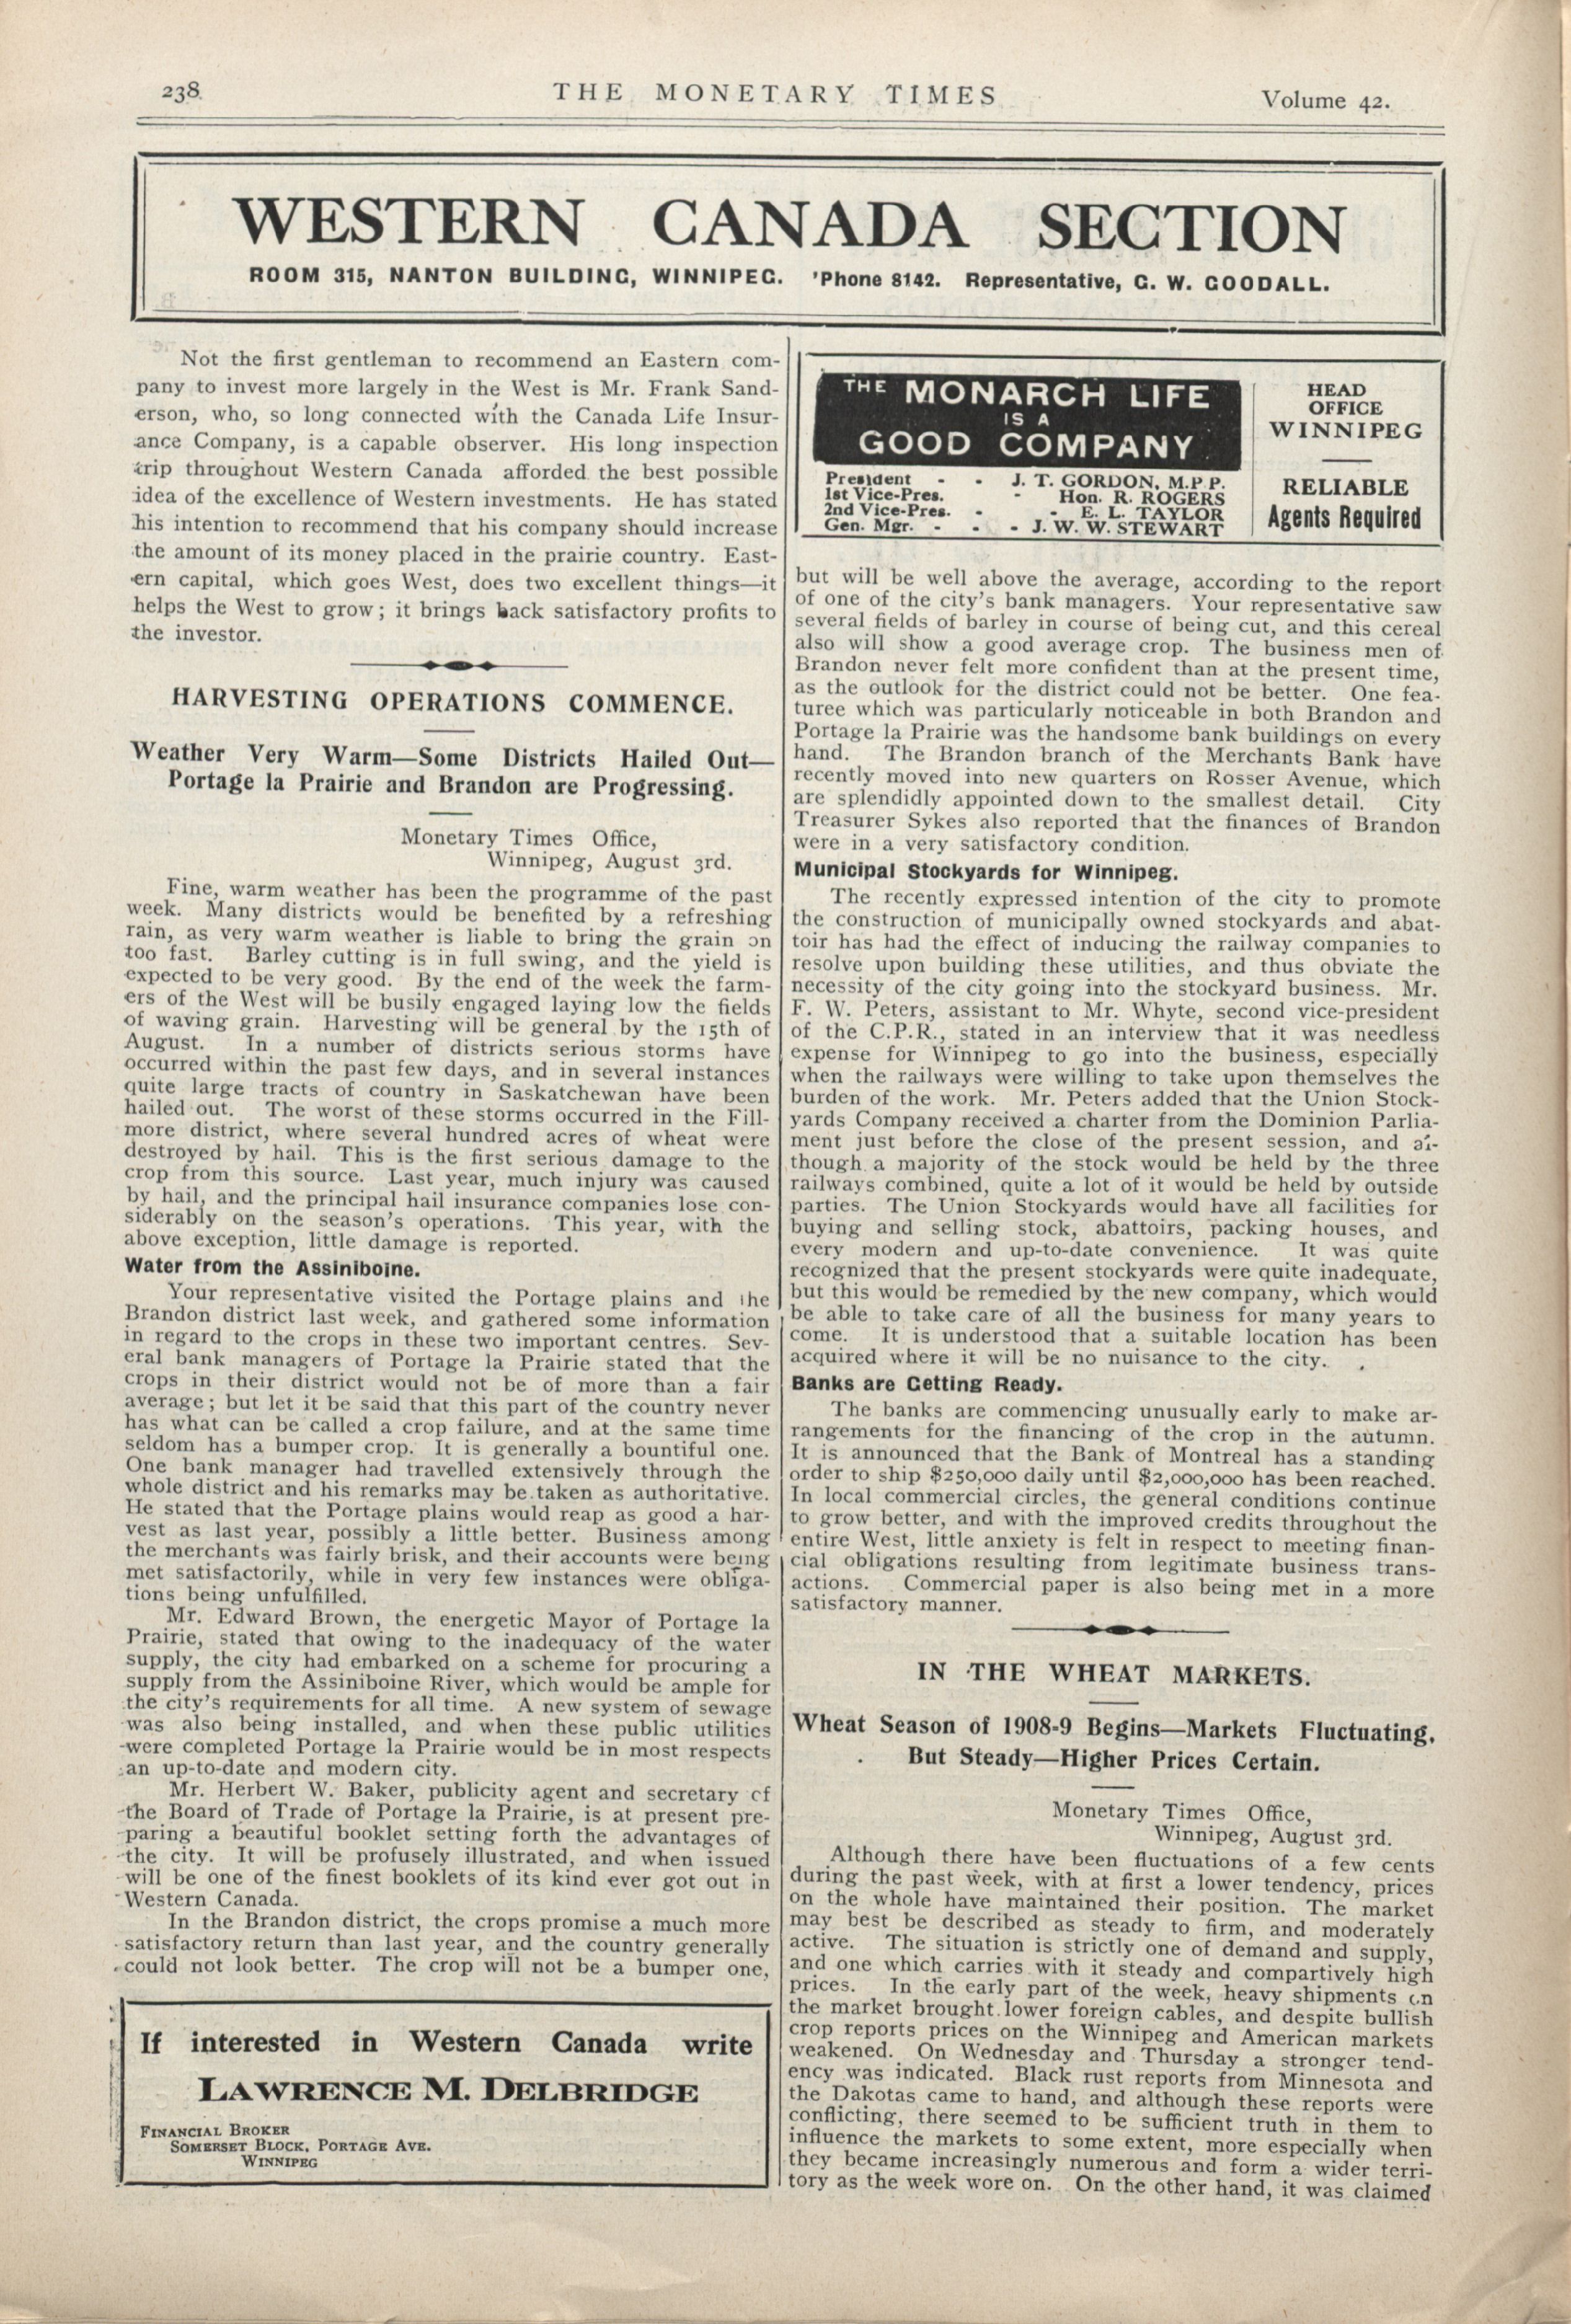 238
THE MONETARY TIMES
Volume 42.
WESTERN CANADA SECTION
ROOM 315, NANTON BUILDING, WINNIPEG. 'Phone 8142. Representative, G. W. GOODALL.
Not the first gentleman to recommend an Eastern com-
pany to invest more largely in the West is Mr. Frank Sand-
erson, who, so long connected with the Canada Life Insur-
ance Company, is a capable observer. His long inspection
trip throughout Western Canada afforded the best possible
idea of the excellence of Western investments. He has stated
his intention to recommend that his company should increase
the amount of its money placed in the prairie country. East-
ern capital, which goes West, does two excellent things—it
helps the West to grow; it brings back satisfactory profits to
the investor.
HARVESTING OPERATIONS COMMENCE.
Weather Very Warm—Some Districts Hailed Out—
Portage la Prairie and Brandon are Progressing.
Monetary Times Office,
Winnipeg, August 3rd.
Fine, warm weather has been the programme of the past
week. Many districts would be benefited by a refreshing
rain, as very warm weather is liable to bring the grain on
too fast. Barley cutting is in full swing, and the yield is
expected to be very good. By the end of the week the farm-
ers of the West will be busily engaged laying low the fields
of waving grain. Harvesting will be general by the 15th of
August. In a number of districts serious storms have
occurred within the past few days, and in several instances
quite large tracts of country in Saskatchewan have been
hailed out. The worst of these storms occurred in the Fill-
more district, where several hundred acres of wheat were
destroyed by hail. This is the first serious damage to the
crop from this source. Last year, much injury was caused
by hail, and the principal hail insurance companies lose con-
siderably on the season's operations. This year, with the
above exception, little damage is reported.
Water from the Assiniboine.
Your representative visited the Portage plains and the
Brandon district last week, and gathered some information
in regard to the crops in these two important centres. Sev-
eral bank managers of Portage la Prairie stated that the
crops in their district would not be of more than a fair
average; but let it be said that this part of the country never
has what can be called a crop failure, and at the same time
seldom has a bumper crop. It is generally a bountiful one.
One bank manager had travelled extensively through the
whole district and his remarks may be taken as authoritative.
He stated that the Portage plains would reap as good a har-
vest as last year, possibly a little better. Business among
the merchants was fairly brisk, and their accounts were being
met satisfactorily, while in very few instances were obliga-
tions being unfulfilled.
Mr. Edward Brown, the energetic Mayor of Portage la
Prairie, stated that owing to the inadequacy of the water
supply, the city had embarked on a scheme for procuring a
supply from the Assiniboine River, which would be ample for
the city's requirements for all time. A new system of sewage
was also being installed, and when these public utilities
were completed Portage la Prairie would be in most respects
an up-to-date and modern city.
Mr. Herbert W. Baker, publicity agent and secretary of
the Board of Trade of Portage la Prairie, is at present pre-
paring a beautiful booklet setting forth the advantages of
the city. It will be profusely illustrated, and when issued
will be one of the finest booklets of its kind ever got out in
Western Canada.
In the Brandon district, the crops promise a much more
satisfactory return than last year, and the country generally
could not look better. The crop will not be a bumper one,
If interested in Western Canada write
LAWRENCE M. DELBRIDGE
FINANCIAL BROKER
SOMERSET BLOCK, PORTAGE AVE.
WINNIPEG
THE MONARCH LIFE
IS A
GOOD COMPANY
President - - J. T. GORDON, M.P.P.
1st Vice-Pres. - Hon. R. ROGERS
2nd Vice-Pres. - - E. L. TAYLOR
Gen. Mgr. - - - J. W. W. STEWART
HEAD
OFFICE
WINNIPEG
RELIABLE
Agents Required
but will be well above the average, according to the report
of one of the city's bank managers. Your representative saw
several fields of barley in course of being cut, and this cereal
also will show a good average crop. The business men of
Brandon never felt more confident than at the present time,
as the outlook for the district could not be better. One fea-
turee which was particularly noticeable in both Brandon and
Portage la Prairie was the handsome bank buildings on every
hand. The Brandon branch of the Merchants Bank have
recently moved into new quarters on Rosser Avenue, which
are splendidly appointed down to the smallest detail. City
Treasurer Sykes also reported that the finances of Brandon
were in a very satisfactory condition.
Municipal Stockyards for Winnipeg.
The recently expressed intention of the city to promote
the construction of municipally owned stockyards and abat-
toir has had the effect of inducing the railway companies to
resolve upon building these utilities, and thus obviate the
necessity of the city going into the stockyard business. Mr.
F. W. Peters, assistant to Mr. Whyte, second vice-president
of the C.P.R., stated in an interview that it was needless
expense for Winnipeg to go into the business, especially
when the railways were willing to take upon themselves the
burden of the work. Mr. Peters added that the Union Stock-
yards Company received a charter from the Dominion Parlia-
ment just before the close of the present session, and al-
though a majority of the stock would be held by the three
railways combined, quite a lot of it would be held by outside
parties. The Union Stockyards would have all facilities for
buying and selling stock, abattoirs, packing houses, and
every modern and up-to-date convenience. It was quite
recognized that the present stockyards were quite inadequate,
but this would be remedied by the new company, which would
be able to take care of all the business for many years to
come. It is understood that a suitable location has been
acquired where it will be no nuisance to the city.
Banks are Getting Ready.
The banks are commencing unusually early to make ar-
rangements for the financing of the crop in the autumn.
It is announced that the Bank of Montreal has a standing
order to ship $250,000 daily until $2,000,000 has been reached.
In local commercial circles, the general conditions continue
to grow better, and with the improved credits throughout the
entire West, little anxiety is felt in respect to meeting finan-
cial obligations resulting from legitimate business trans-
actions. Commercial paper is also being met in a more
satisfactory manner.
IN THE WHEAT MARKETS.
Wheat Season of 1908-9 Begins—Markets Fluctuating,
But Steady—Higher Prices Certain.
Monetary Times Office,
Winnipeg, August 3rd.
Although there have been fluctuations of a few cents
during the past week, with at first a lower tendency, prices
on the whole have maintained their position. The market
may best be described as steady to firm, and moderately
active. The situation is strictly one of demand and supply,
and one which carries with it steady and compartively high
prices. In the early part of the week, heavy shipments on
the market brought lower foreign cables, and despite bullish
crop reports prices on the Winnipeg and American markets
weakened. On Wednesday and Thursday a stronger tend-
ency was indicated. Black rust reports from Minnesota and
the Dakotas came to hand, and although these reports were
conflicting, there seemed to be sufficient truth in them to
influence the markets to some extent, more especially when
they became increasingly numerous and form a wider terri-
tory as the week wore on. On the other hand, it was claimed